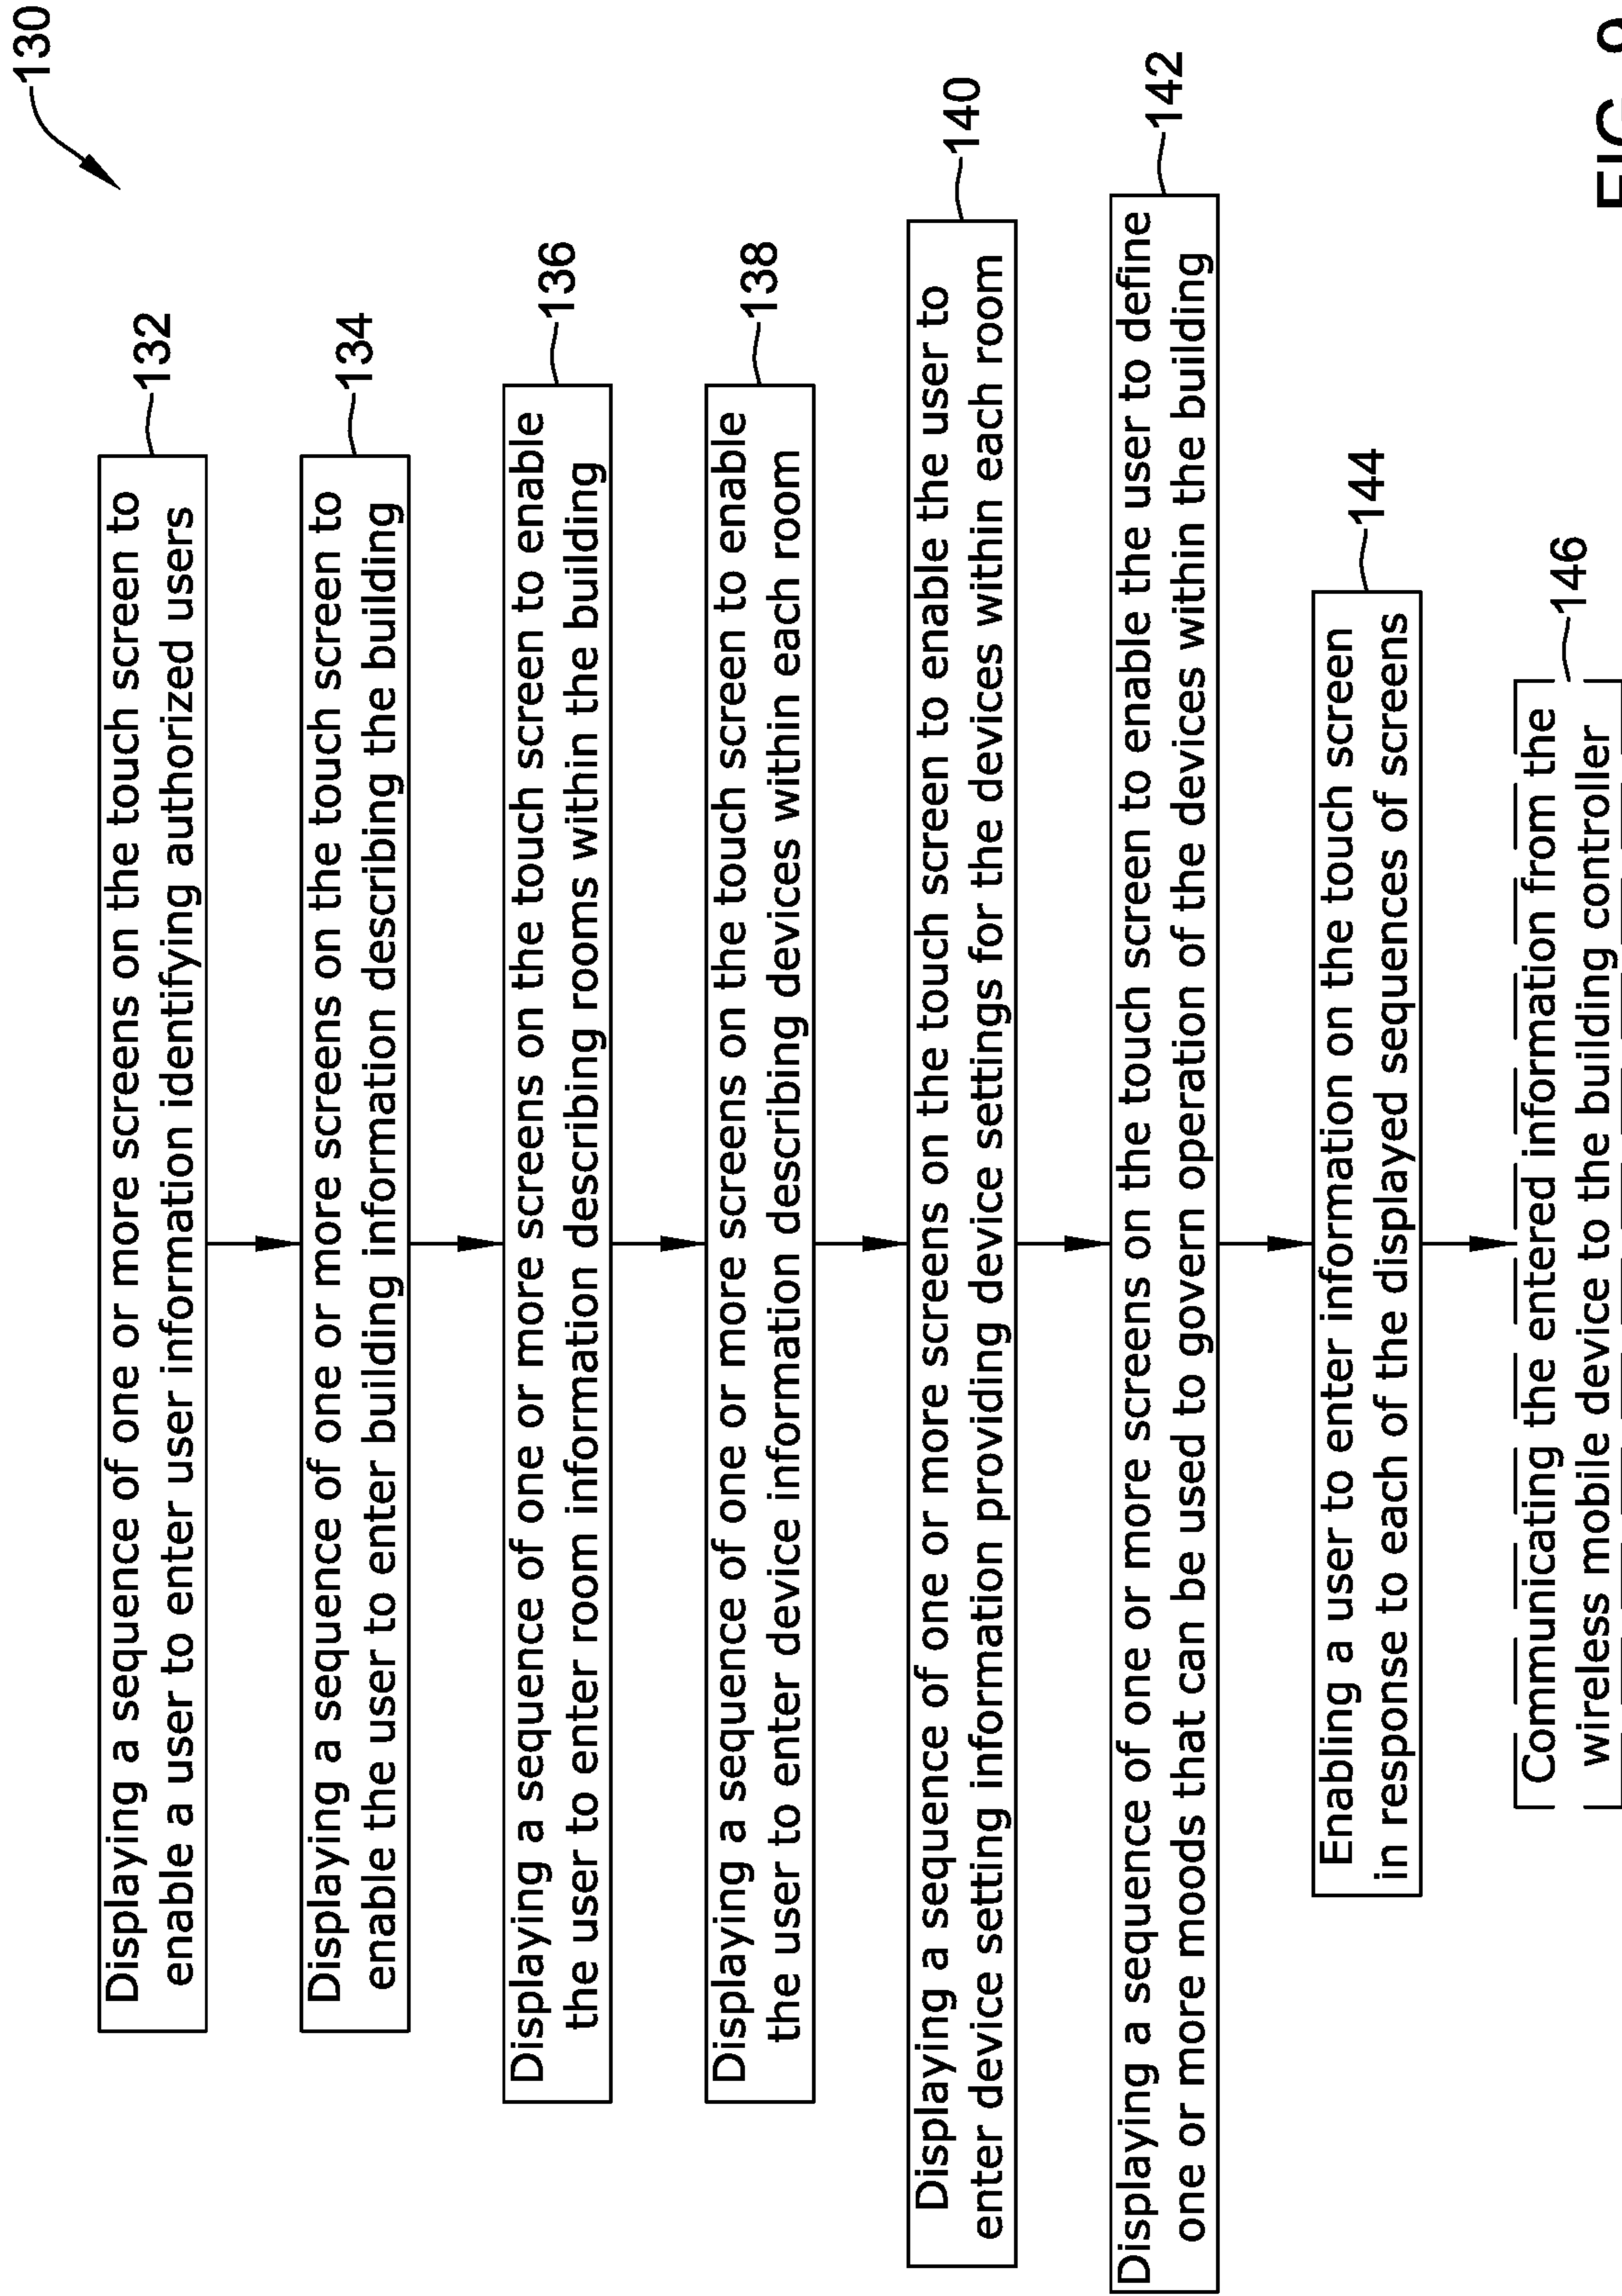 130
Displaying a sequence of one or more screens on the touch screen to
enable a user to enter user information identifying authorized users
132
Displaying a sequence of one or more screens on the touch screen to
enable the user to enter building information describing the building
134
Displaying a sequence of one or more screens on the touch screen to enable
the user to enter room information describing rooms within the building
136
Displaying a sequence of one or more screens on the touch screen to enable
the user to enter device information describing devices within each room
138
Displaying a sequence of one or more screens on the touch screen to enable the user to
enter device setting information providing device settings for the devices within each room
140
Displaying a sequence of one or more screens on the touch screen to enable the user to define
one or more moods that can be used to govern operation of the devices within the building
142
Enabling a user to enter information on the touch screen
in response to each of the displayed sequences of screens
144
Communicating the entered information from the
wireless mobile device to the building controller
146
FIG